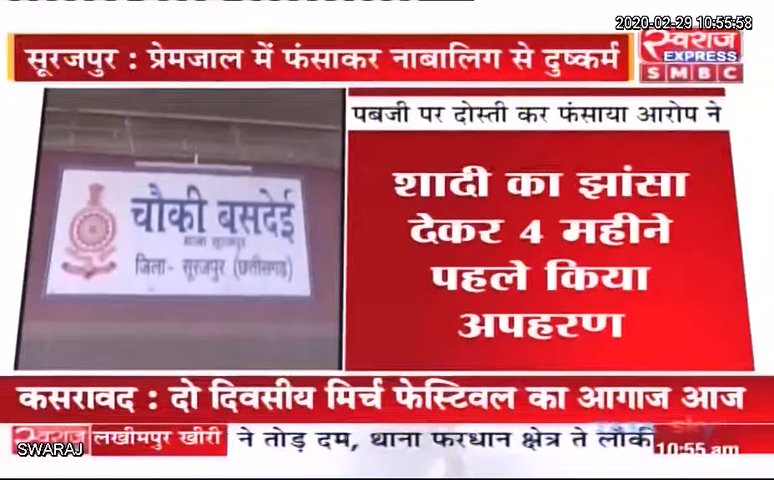 2020-02-29 10:55:58
सूरजपुर : प्रेमजाल में फंसाकर नाबालिग से दुष्कर्म
स्वराज
EXPRESS
SMBC
पबजी पर दोस्ती कर फंसाया आरोप ने
चौकी बसदेई
थाना सूरजपुर
जिला- सूरजपुर (छत्तीसगढ़)
शादी का झांसा
देकर 4 महीने
पहले किया
अपहरण
कसरावद : दो दिवसीय मिर्च फेस्टिवल का आगाज आज
स्वराज
SWARAJ
लखीमपुर खीरी
ने तोड़ दम, थाना फरधान क्षेत्र ते लौकी
10:55 am